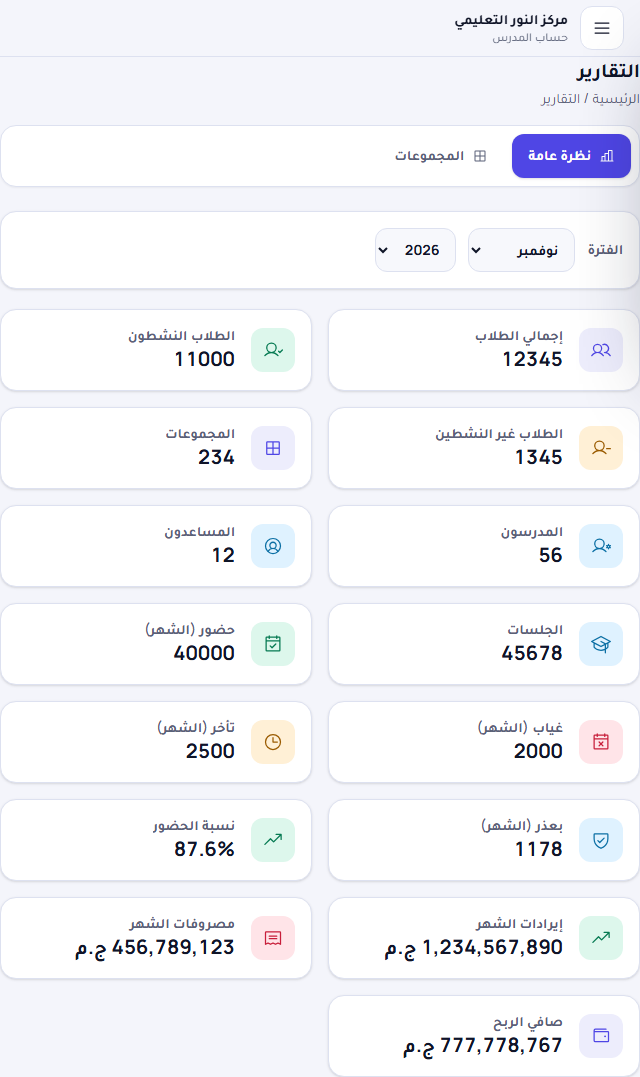 مركز النور التعليمي
حساب المدرس
التقارير
الرئيسية / التقارير
نظرة عامة
المجموعات
الفترة
نوفمبر
2026
إجمالي الطلاب
12345
الطلاب النشطون
11000
الطلاب غير النشطين
1345
المجموعات
234
المدرسون
56
المساعدون
12
الجلسات
45678
حضور (الشهر)
40000
غياب (الشهر)
2000
تأخر (الشهر)
2500
بعذر (الشهر)
1178
نسبة الحضور
87.6%
إيرادات الشهر
1,234,567,890 ج.م
مصروفات الشهر
456,789,123 ج.م
صافي الربح
777,778,767 ج.م